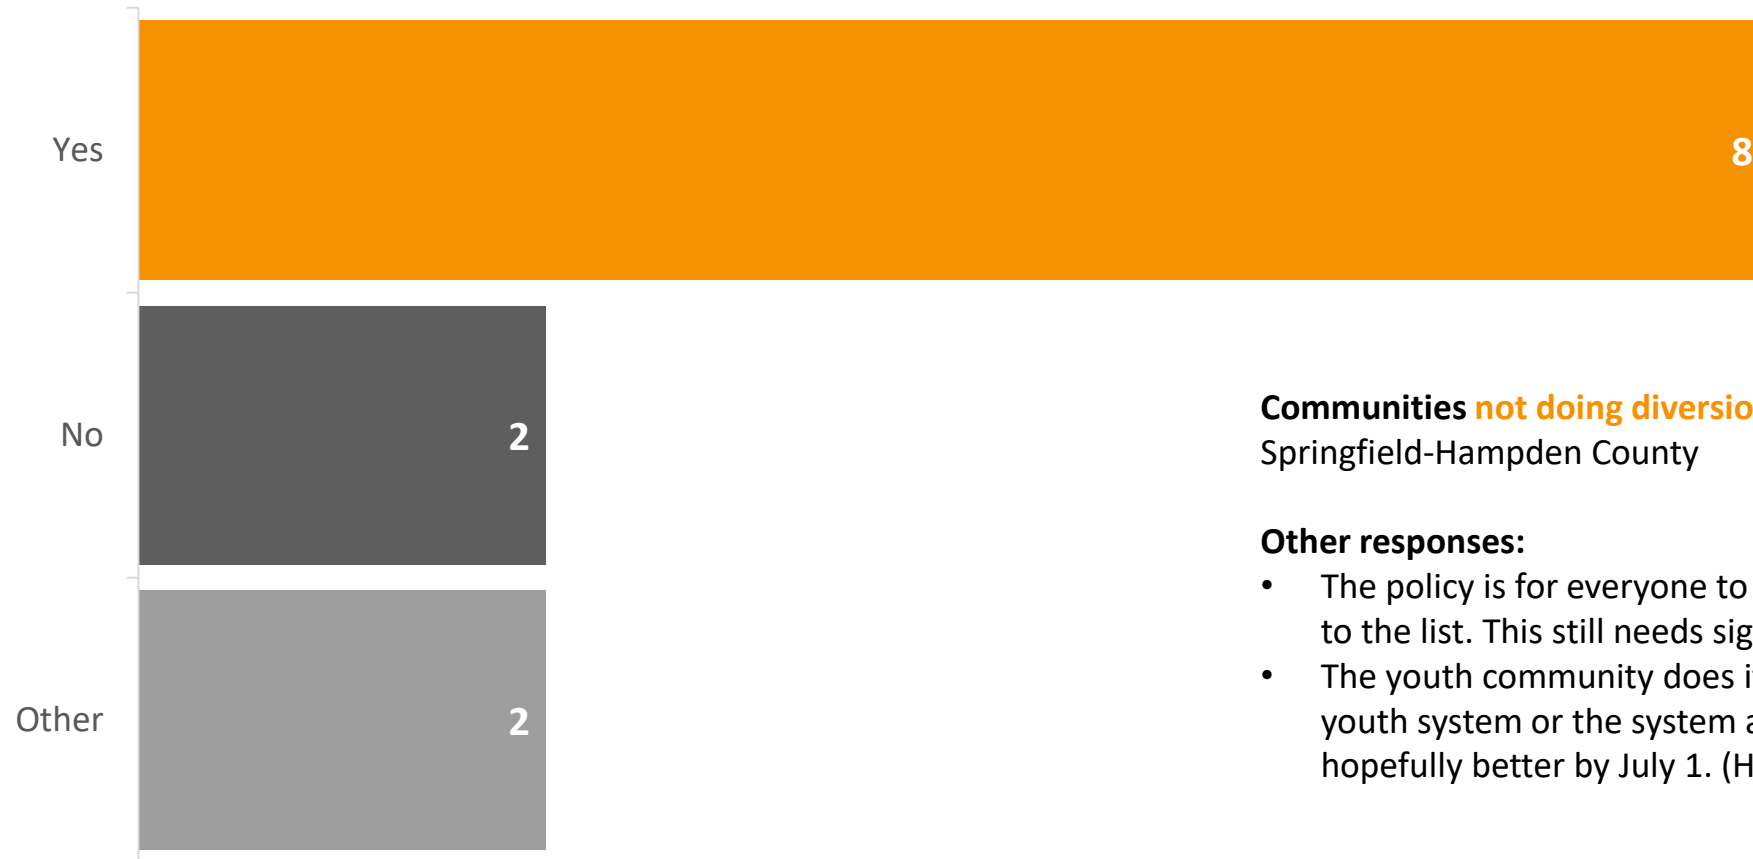 Yes
8
No
2
Other
2
Communities not doing
Springfield-Hampden County
Other responses:
• The policy is for everyone to
to the list. This still needs
• The youth community does
youth system or the system
hopefully better by July 1.